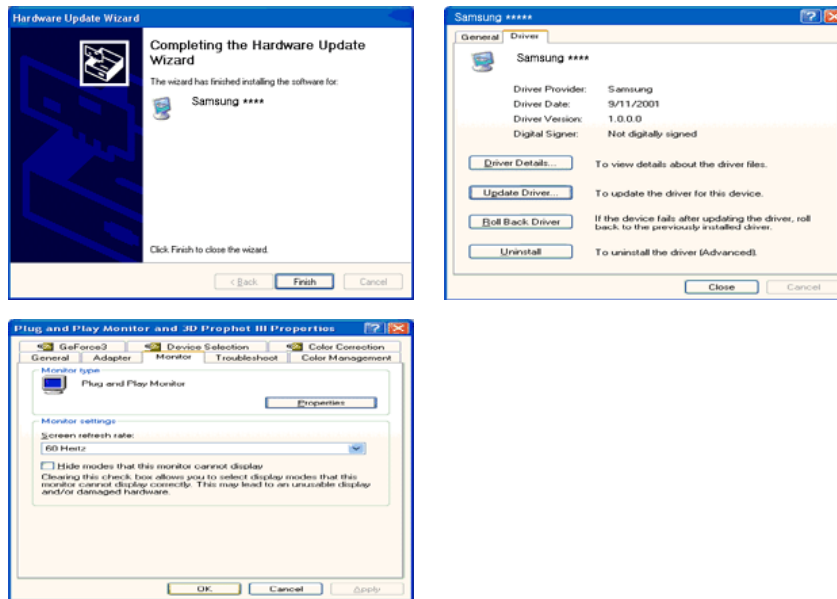 Hardware Update Wizard
Completing the Hardware Update
Wizard
The wizard has finished installing the software for:
Samsung ****
Click Finish to close the wizard.
< Back
Finish
Cancel
Samsung *****
General
Driver
Samsung ****
Driver Provider: Samsung
Driver Date: 9/11/2001
Driver Version: 1.0.0.0
Digital Signer: Not digitally signed
Driver Details... To view details about the driver files.
Update Driver... To update the driver for this device.
Roll Back Driver If the device fails after updating the driver, roll
back to the previously installed driver.
Uninstall To uninstall the driver (Advanced).
Close
Cancel
Plug and Play Monitor and 3D Prophet III Properties
GeForce3
Device Selection
Color Correction
General
Adapter
Monitor
Troubleshoot
Color Management
Monitor type
Plug and Play Monitor
Properties
Monitor settings
Screen refresh rate:
60 Hertz
Hide modes that this monitor cannot display
Clearing this check box allows you to select display modes that this
monitor cannot display correctly. This may lead to an unusable display
and/or damaged hardware.
OK
Cancel
Apply